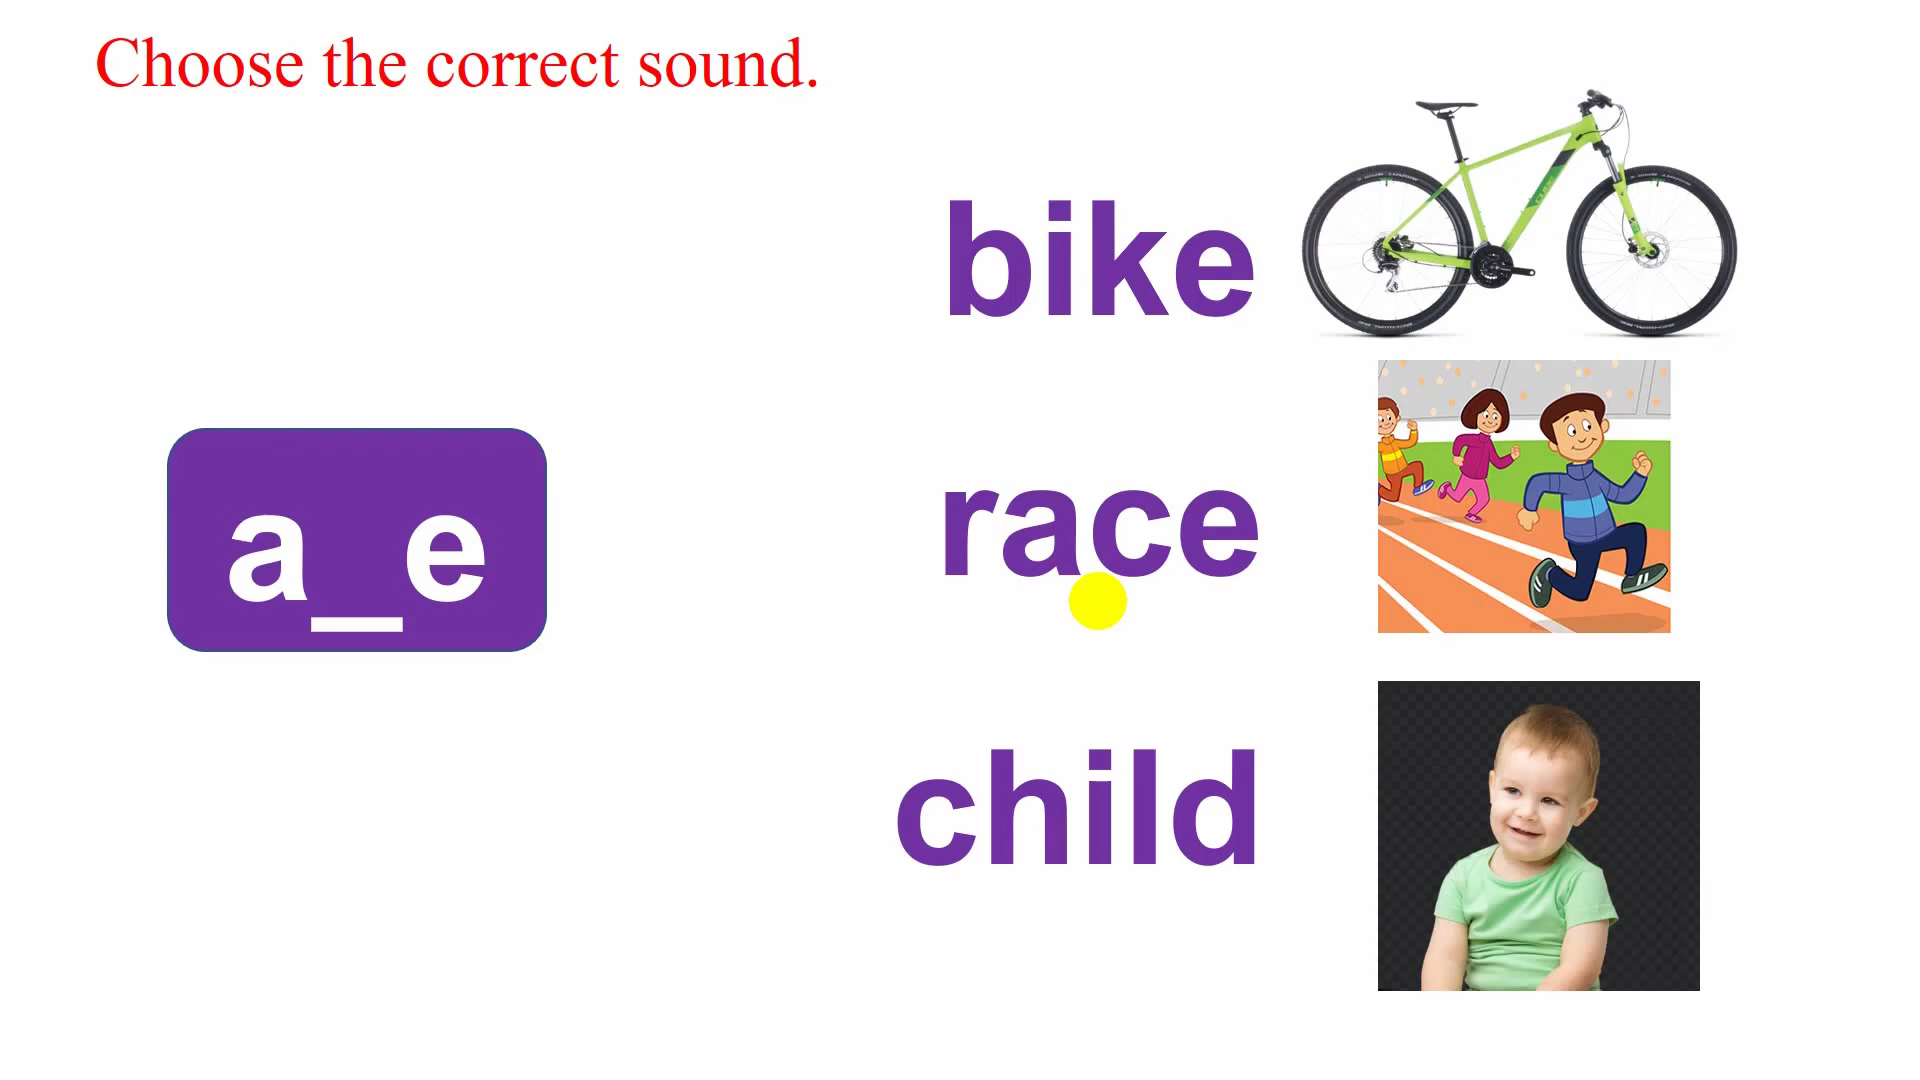 Choose the correct sound.
bike
a_e
race
child